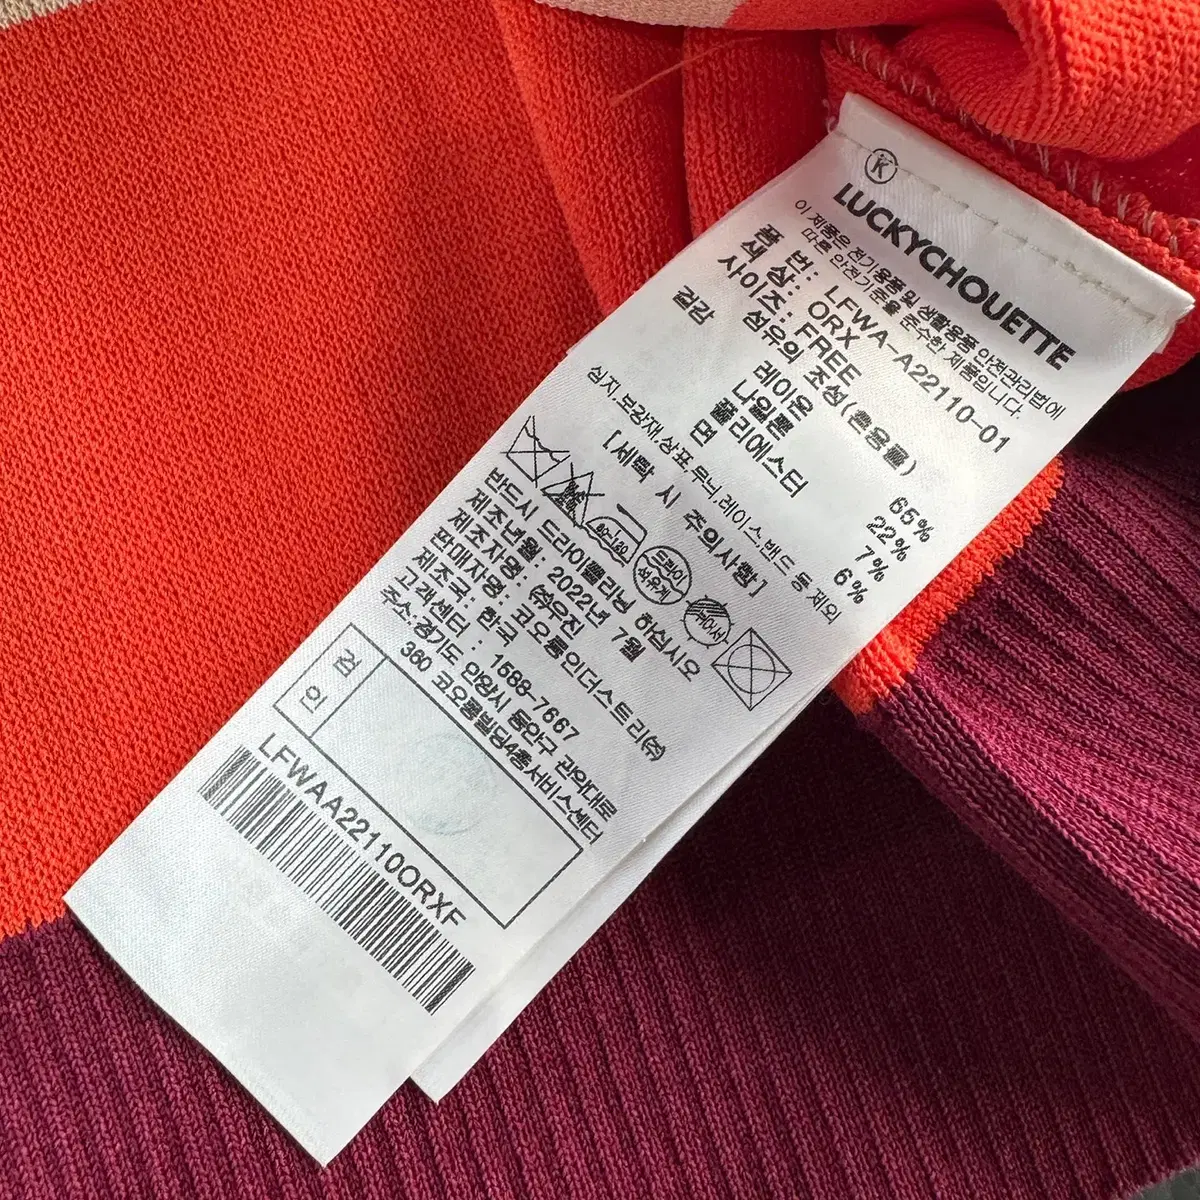 K
LUCKYCHOUETTE
이 제품은 전기용품 및 생활용품 안전관리법에
따른 안전기준을 준수한 제품입니다.
품 번: LFWA-A22110-01
색 상: ORX
사이즈: FREE
섬유의 조성(혼용률)
겉감 레이온 65%
나일론 22%
면 7%
폴리에스터 6%
심지,보강재,상표,무늬,레이스,밴드 등 제외
[세탁 시 주의사항]
80~120
드라이
석유계
반드시 드라이클리닝 하십시오
제조년월: 2022년 7월
제조자명: ㈜우진
판매자명: 코오롱인더스트리㈜
제조국: 한국
고객센터 : 1588-7667
주소:경기도 안양시 동안구 관악대로
360 코오롱빌딩4층서비스센터
검
인
LFWAA22110ORXF